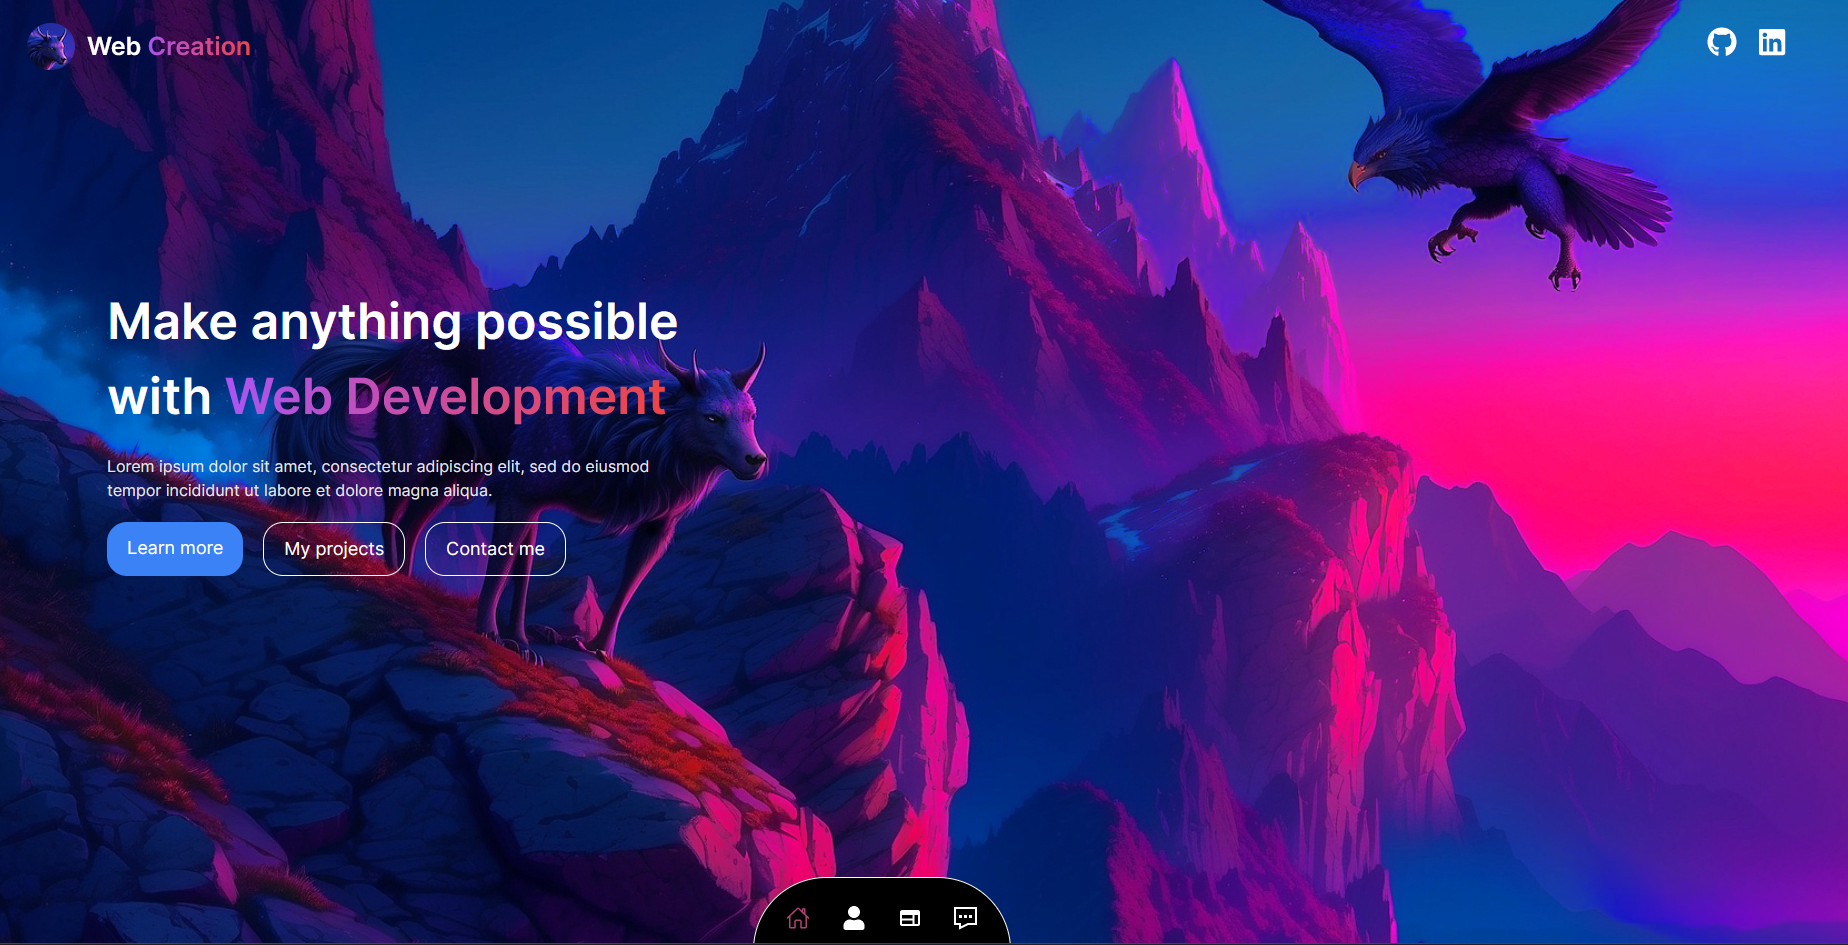 Web Creation
Make anything possible
with Web Development
Lorem ipsum dolor sit amet, consectetur adipiscing elit, sed do eiusmod
tempor incididunt ut labore et dolore magna aliqua.
Learn more
My projects
Contact me